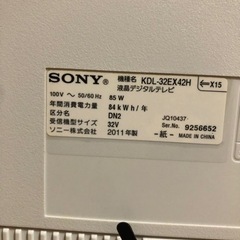 SONY 機種名 KDL-32EX42H
液晶デジタルテレビ
X15
100V ～ 50/60 Hz 85 W
年間消費電力量 84 kWh/年
区分名 DN2
受信機型サイズ 32V JQ10437
ソニー株式会社 2011年製 Ser.No. 9256652
-紙- MADE IN CHINA